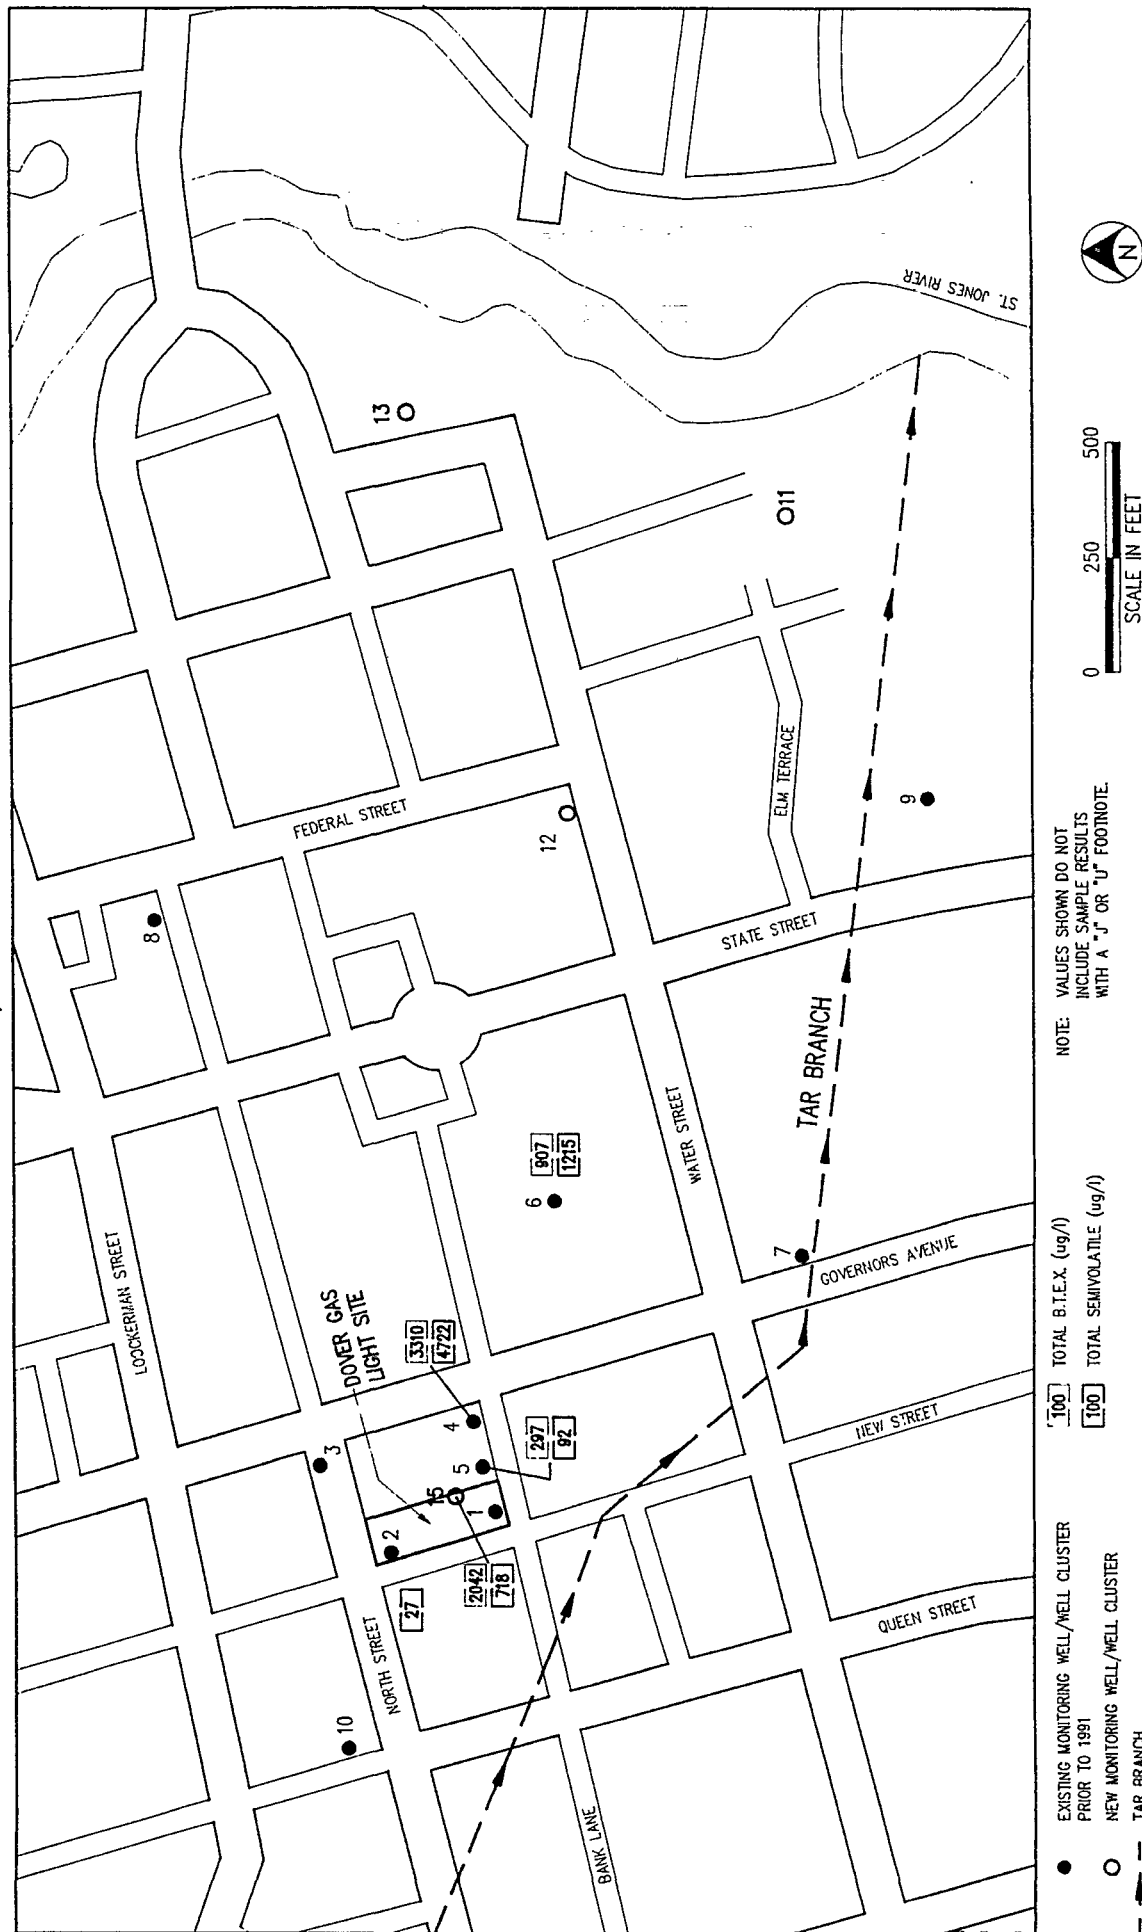 LOOCKERMAN STREET
FEDERAL STREET
8
13
3
DOVER GAS
LIGHT SITE
10
NORTH STREET
2
27
15
1
5
4
3310
4722
297
92
2042
718
6
907
1215
12
STATE STREET
ELM TERRACE
O11
WATER STREET
TAR BRANCH
9
7
GOVERNORS AVENUE
NEW STREET
QUEEN STREET
BANK LANE
ST. JONES RIVER
EXISTING MONITORING WELL/WELL CLUSTER
PRIOR TO 1991
NEW MONITORING WELL/WELL CLUSTER
TAR BRANCH
100 TOTAL B.T.E.X. (ug/l)
100 TOTAL SEMIVOLATILE (ug/l)
NOTE: VALUES SHOWN DO NOT
INCLUDE SAMPLE RESULTS
WITH A "J" OR "U" FOOTNOTE.
0 250 500
SCALE IN FEET
N